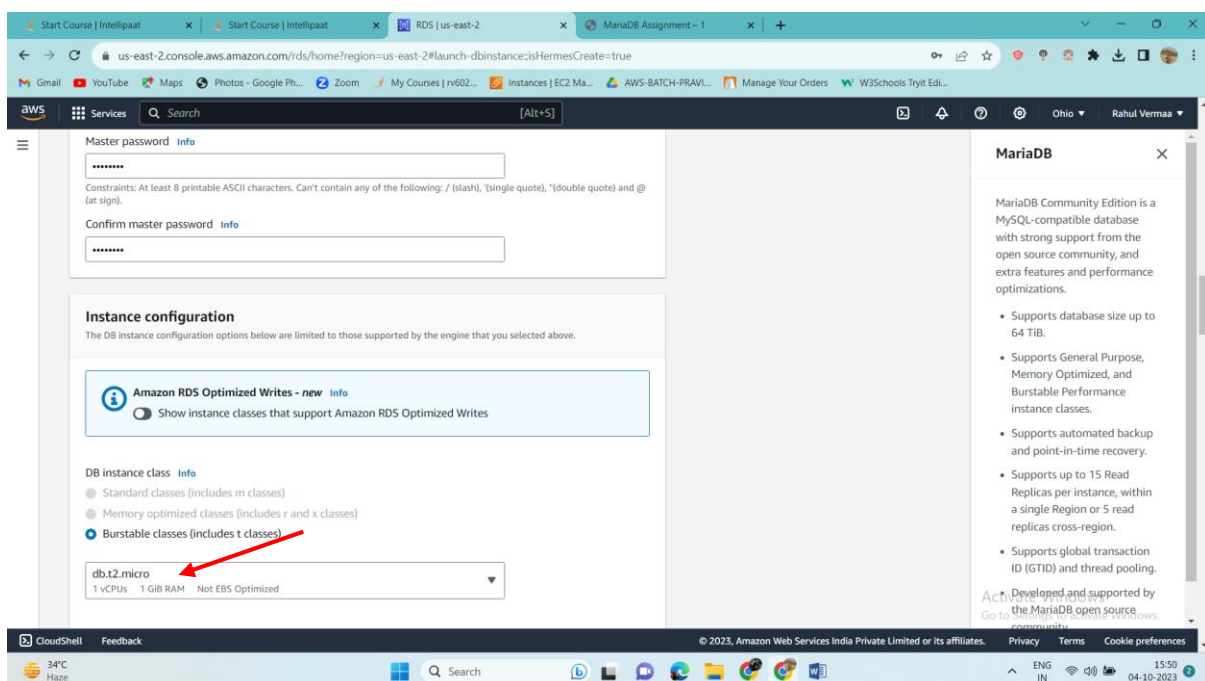 Start Course | Intellipaat
Start Course | Intellipaat
RDS | us-east-2
MariaDB Assignment – 1
us-east-2.console.aws.amazon.com/rds/home?region=us-east-2#launch-dbinstance:;isHermesCreate=true
Gmail YouTube Maps Photos - Google Ph... Zoom My Courses | rv602... Instances | EC2 Ma... AWS-BATCH-PRAVI... Manage Your Orders W3Schools Tryit Edi...
aws Services Search [Alt+S] Ohio Rahul Vermaa
Master password Info
••••••••
Constraints: At least 8 printable ASCII characters. Can't contain any of the following: / (slash), '(single quote), "(double quote) and @
(at sign).
Confirm master password Info
••••••••
Instance configuration
The DB instance configuration options below are limited to those supported by the engine that you selected above.
Amazon RDS Optimized Writes - new Info
Show instance classes that support Amazon RDS Optimized Writes
DB instance class Info
Standard classes (includes m classes)
Memory optimized classes (includes r and x classes)
Burstable classes (includes t classes)
db.t2.micro
1 vCPUs 1 GiB RAM Not EBS Optimized
MariaDB
MariaDB Community Edition is a
MySQL-compatible database
with strong support from the
open source community, and
extra features and performance
optimizations.
• Supports database size up to
64 TiB.
• Supports General Purpose,
Memory Optimized, and
Burstable Performance
instance classes.
• Supports automated backup
and point-in-time recovery.
• Supports up to 15 Read
Replicas per instance, within
a single Region or 5 read
replicas cross-region.
• Supports global transaction
ID (GTID) and thread pooling.
• Developed and supported by
the MariaDB open source
community.
Activate Windows
Go to Settings to activate Windows.
CloudShell Feedback © 2023, Amazon Web Services India Private Limited or its affiliates. Privacy Terms Cookie preferences
34°C
Haze
Search
ENG
IN
15:50
04-10-2023
2